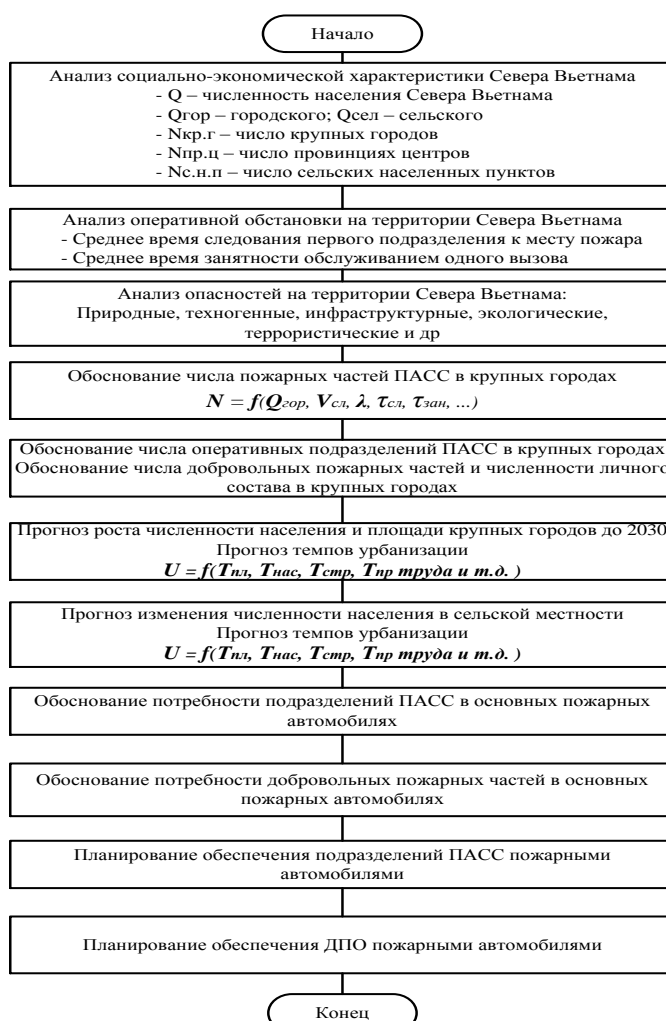 Начало
Анализ социально-экономической характеристики Севера Вьетнама
- Q – численность населения Севера Вьетнама
- Qгор – городского; Qсел – сельского
- Nкр.г – число крупных городов
- Nпр.ц – число провинциях центров
- Nс.н.п – число сельских населенных пунктов
Анализ оперативной обстановки на территории Севера Вьетнама
- Среднее время следования первого подразделения к месту пожара
- Среднее время занятности обслуживанием одного вызова
Анализ опасностей на территории Севера Вьетнама:
Природные, техногенные, инфраструктурные, экологические,
террористические и др
Обоснование числа пожарных частей ПАСС в крупных городах
N = f(Qгор, Vсл, λ, τсл, τзан, ...)
Обоснование числа оперативных подразделений ПАСС в крупных городах
Обоснование числа добровольных пожарных частей и численности личного
состава в крупных городах
Прогноз роста численности населения и площади крупных городов до 2030
Прогноз темпов урбанизации
U = f(Tпл, Tнас, Tстр, Tпр труда и т.д. )
Прогноз изменения численности населения в сельской местности
Прогноз темпов урбанизации
U = f(Tпл, Tнас, Tстр, Tпр труда и т.д. )
Обоснование потребности подразделений ПАСС в основных пожарных
автомобилях
Обоснование потребности добровольных пожарных частей в основных
пожарных автомобилях
Планирование обеспечения подразделений ПАСС пожарными
автомобилями
Планирование обеспечения ДПО пожарными автомобилями
Конец